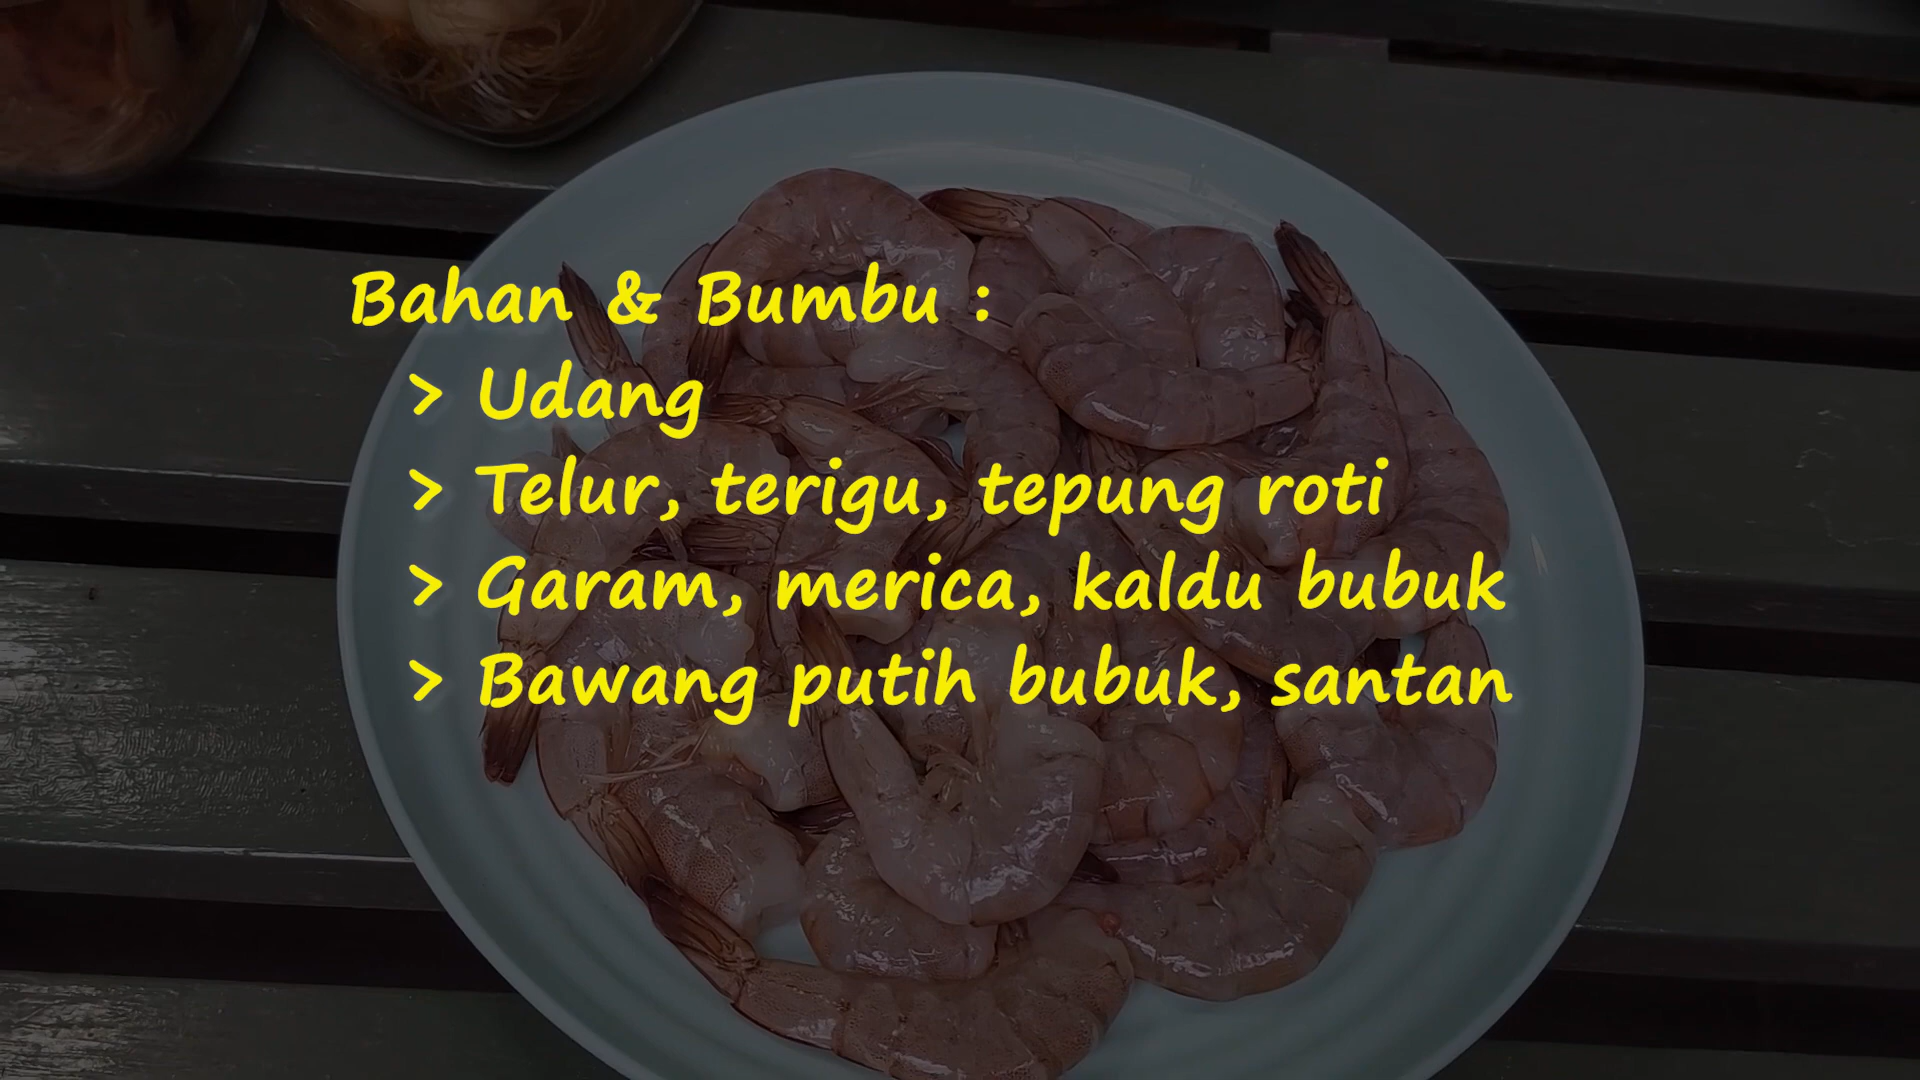 Bahan & Bumbu :
> Udang
> Telur, terigu, tepung roti
> Garam, merica, kaldu bubuk
> Bawang putih bubuk, santan